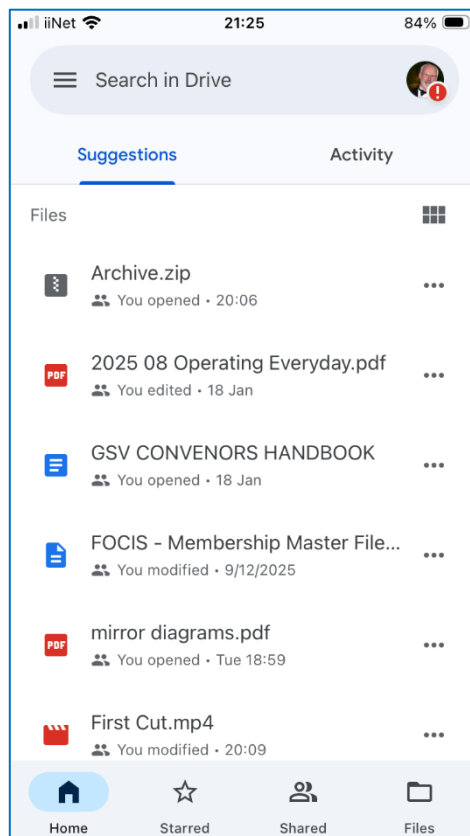 iiNet 21:25 84%
Search in Drive
Suggestions Activity
Files
Archive.zip
You opened • 20:06
PDF
2025 08 Operating Everyday.pdf
You edited • 18 Jan
GSV CONVENORS HANDBOOK
You opened • 18 Jan
FOCIS - Membership Master File...
You modified • 9/12/2025
PDF
mirror diagrams.pdf
You opened • Tue 18:59
First Cut.mp4
You modified • 20:09
Home Starred Shared Files